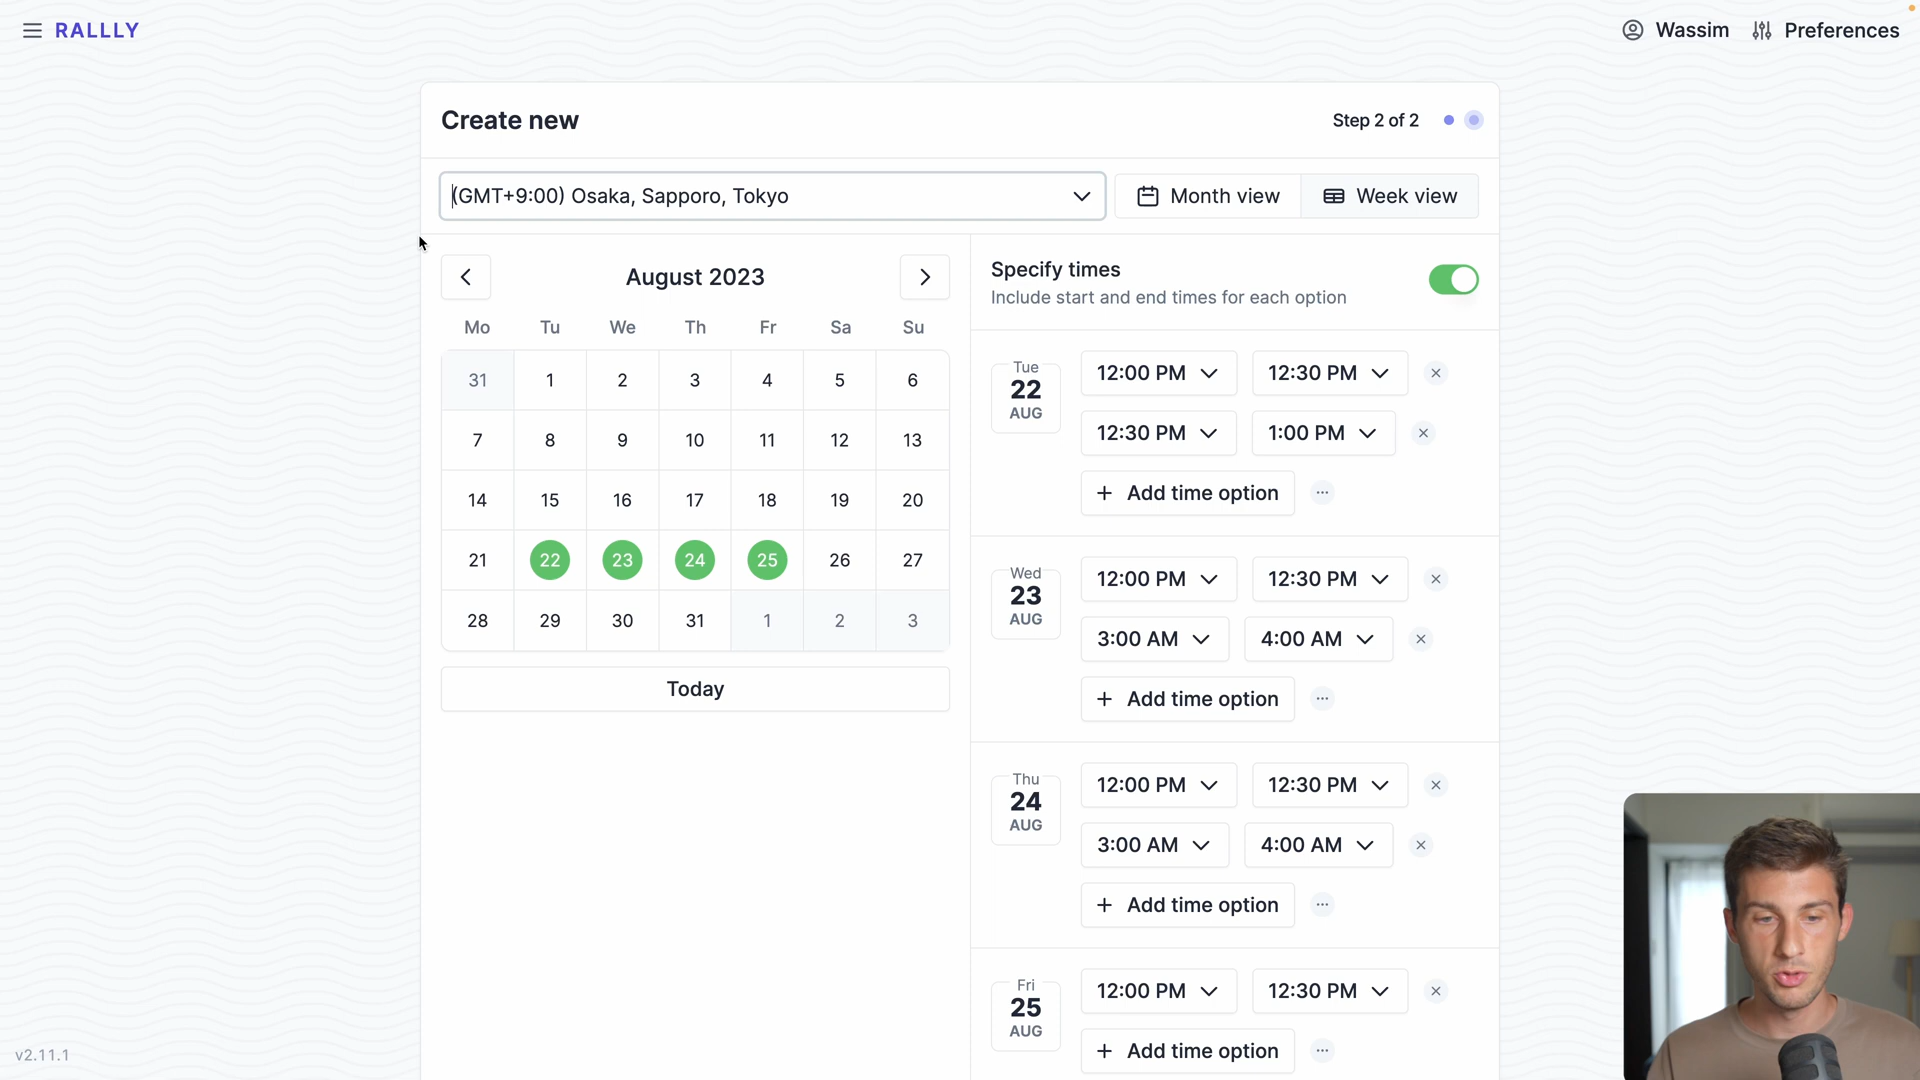 RALLLY
Wassim
Preferences
Create new
Step 2 of 2
(GMT+9:00) Osaka, Sapporo, Tokyo
Month view
Week view
August 2023
Mo Tu We Th Fr Sa Su
31 1 2 3 4 5 6
7 8 9 10 11 12 13
14 15 16 17 18 19 20
21 22 23 24 25 26 27
28 29 30 31 1 2 3
Today
Specify times
Include start and end times for each option
Tue
22
AUG
12:00 PM 12:30 PM
12:30 PM 1:00 PM
+ Add time option
Wed
23
AUG
12:00 PM 12:30 PM
3:00 AM 4:00 AM
+ Add time option
Thu
24
AUG
12:00 PM 12:30 PM
3:00 AM 4:00 AM
+ Add time option
Fri
25
AUG
12:00 PM 12:30 PM
+ Add time option
v2.11.1